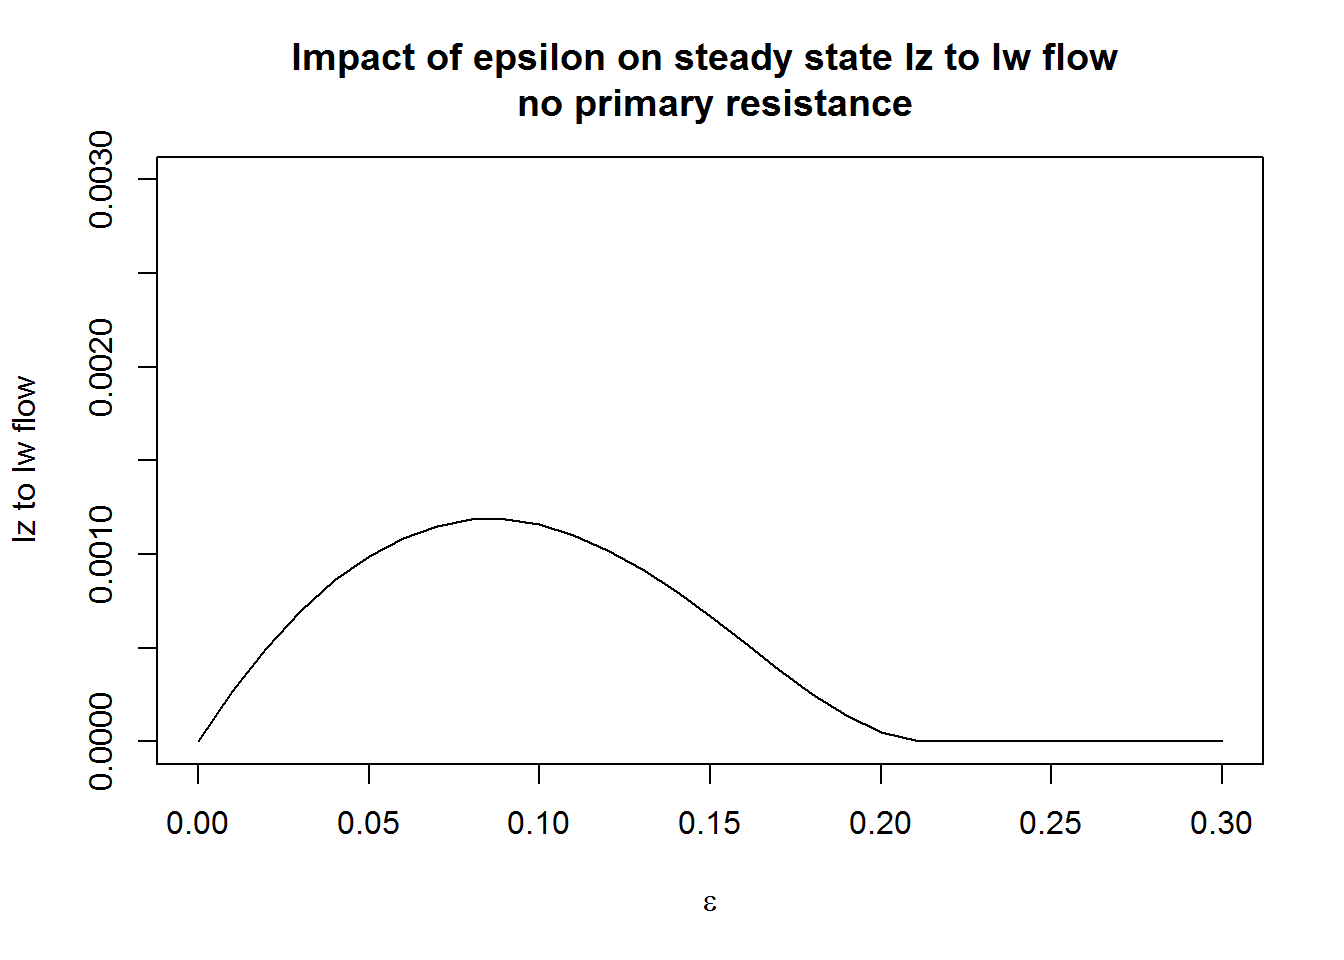 Impact of epsilon on steady state Iz to Iw flow
no primary resistance
Iz to Iw flow
0.0030
0.0020
0.0010
0.0000
0.00 0.05 0.10 0.15 0.20 0.25 0.30
ε